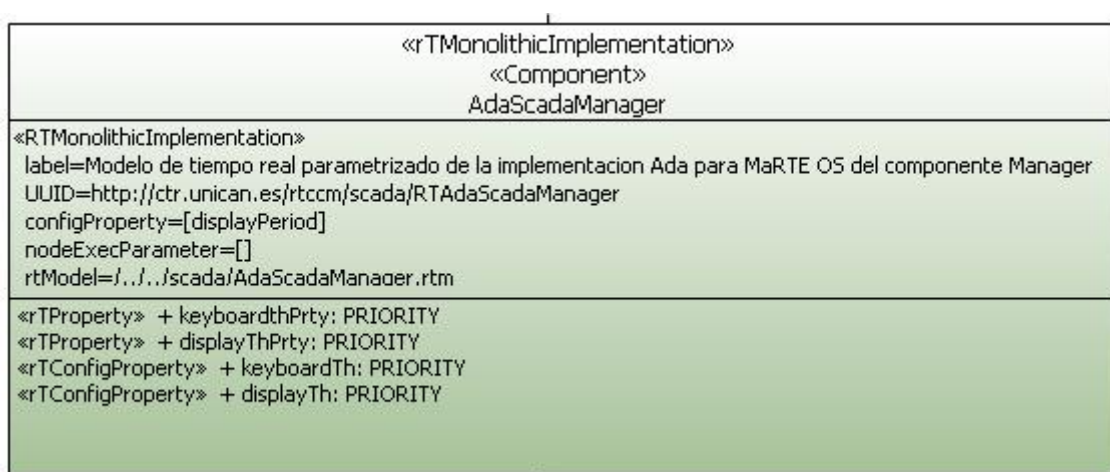 «rTMonolithicImplementation»
«Component»
AdaScadaManager
«RTMonolithicImplementation»
label=Modelo de tiempo real parametrizado de la implementacion Ada para MaRTE OS del componente Manager
UUID=http://ctr.unican.es/rtccm/scada/RTAdaScadaManager
configProperty=[displayPeriod]
nodeExecParameter=[]
rtModel=/../../scada/AdaScadaManager.rtm
«rTProperty» + keyboardthPrty: PRIORITY
«rTProperty» + displayThPrty: PRIORITY
«rTConfigProperty» + keyboardTh: PRIORITY
«rTConfigProperty» + displayTh: PRIORITY